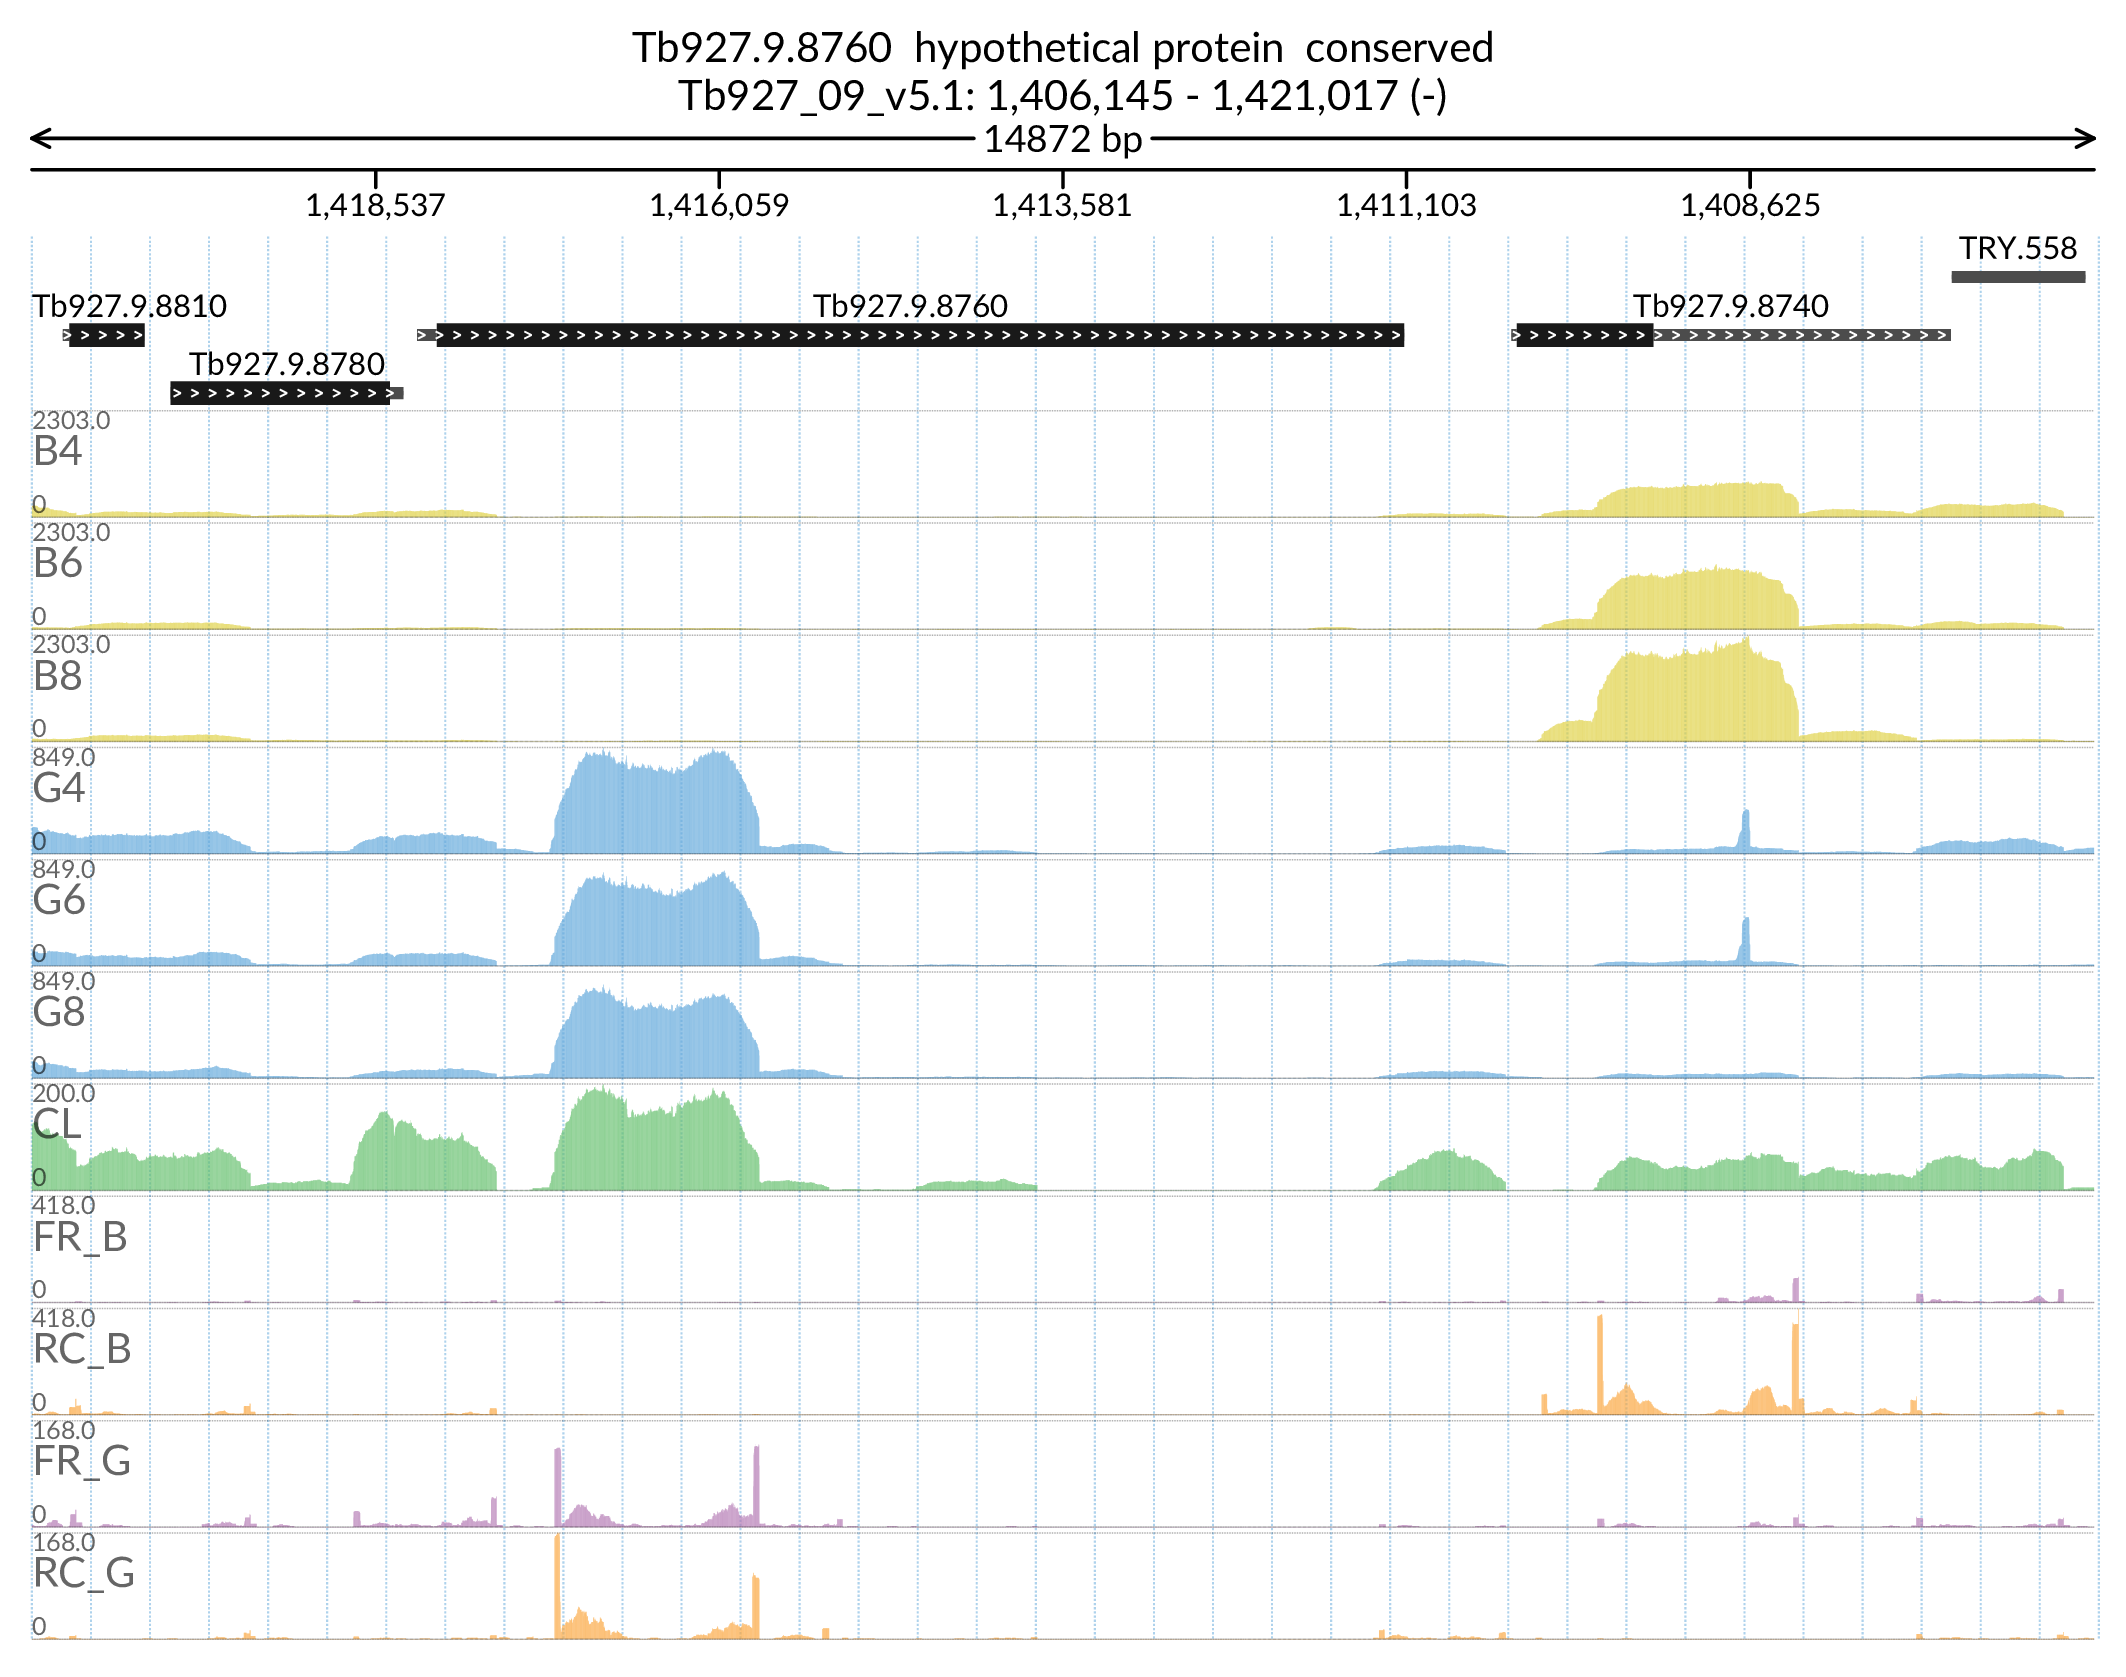 Tb927.9.8760  hypothetical protein  conserved
Tb927_09_v5.1: 1,406,145 - 1,421,017 (-)
14872 bp
1,418,537 1,416,059 1,413,581 1,411,103 1,408,625
TRY.558
Tb927.9.8810 Tb927.9.8760 Tb927.9.8740
Tb927.9.8780
2303.0
B4
0
2303.0
B6
0
2303.0
B8
0
849.0
G4
0
849.0
G6
0
849.0
G8
0
200.0
CL
0
418.0
FR_B
0
418.0
RC_B
0
168.0
FR_G
0
168.0
RC_G
0